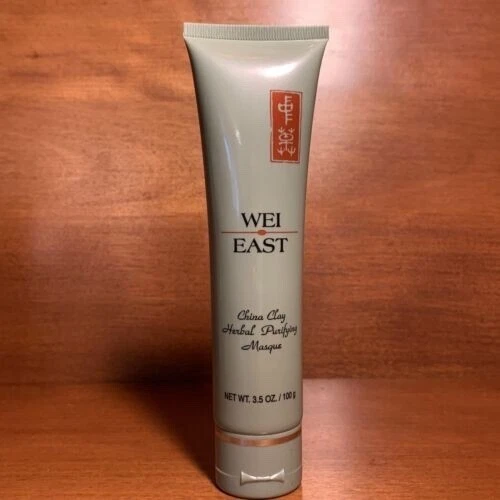 WEI
EAST
China Clay
Herbal Purifying
Masque
NET WT. 3.5 OZ. / 100 g